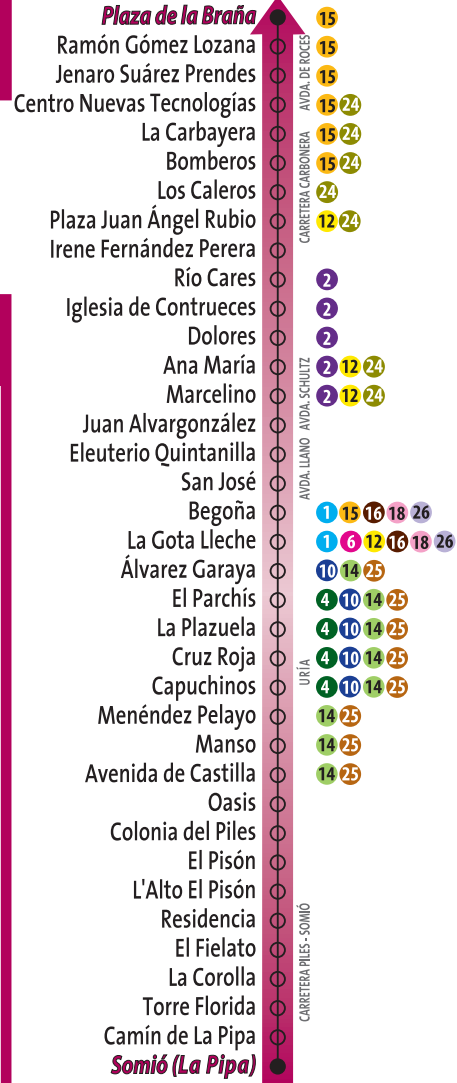 Plaza de la Braña 15
Ramón Gómez Lozana 15
Jenaro Suárez Prendes 15
Centro Nuevas Tecnologías 15 24
AVDA. DE ROCES
La Carbayera 15 24
Bomberos 15 24
Los Caleros 24
Plaza Juan Ángel Rubio 12 24
CARRETERA CARBONERA
Irene Fernández Perera
Río Cares 2
Iglesia de Contrueces 2
Dolores 2
Ana María 2 12 24
Marcelino 2 12 24
AVDA. SCHULTZ
Juan Alvargonzález
Eleuterio Quintanilla
San José
AVDA. LLANO
Begoña 1 15 16 18 26
La Gota Lleche 1 6 12 16 18 26
Álvarez Garaya 10 14 25
El Parchís 4 10 14 25
La Plazuela 4 10 14 25
Cruz Roja 4 10 14 25
Capuchinos 4 10 14 25
URÍA
Menéndez Pelayo 14 25
Manso 14 25
Avenida de Castilla 14 25
Oasis
Colonia del Piles
El Pisón
L'Alto El Pisón
Residencia
El Fielato
La Corolla
Torre Florida
CARRETERA PILES - SOMIÓ
Camín de La Pipa
Somió (La Pipa)